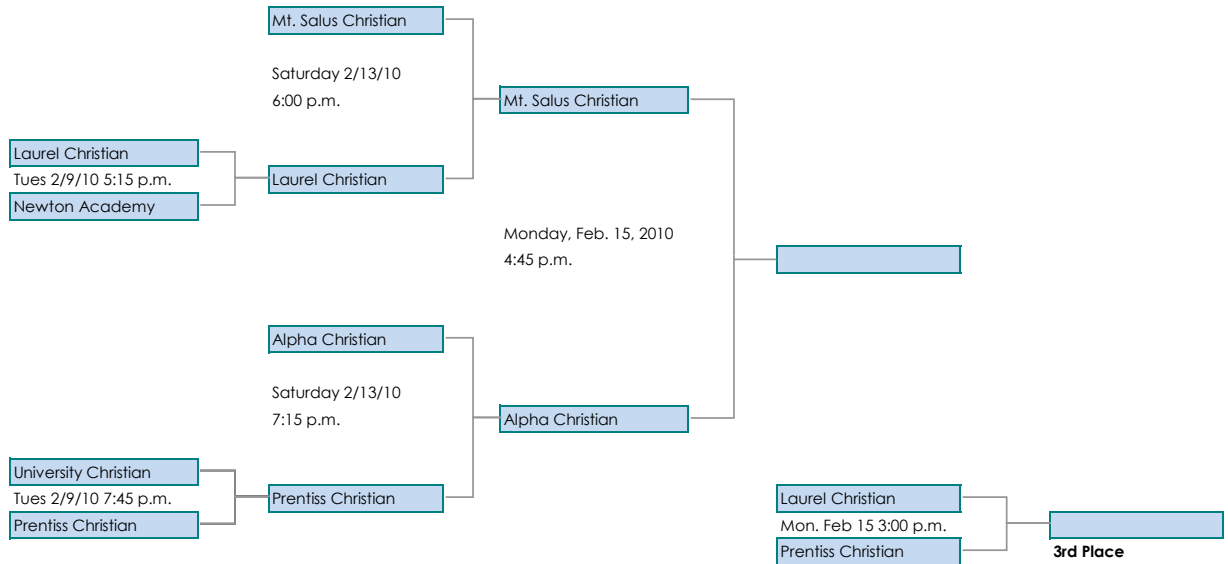 Mt. Salus Christian
Saturday 2/13/10
6:00 p.m.
Mt. Salus Christian
Laurel Christian
Tues 2/9/10 5:15 p.m.
Laurel Christian
Newton Academy
Monday, Feb. 15, 2010
4:45 p.m.
Alpha Christian
Saturday 2/13/10
7:15 p.m.
Alpha Christian
University Christian
Tues 2/9/10 7:45 p.m.
Prentiss Christian
Prentiss Christian
Laurel Christian
Mon. Feb 15 3:00 p.m.
Prentiss Christian
3rd Place